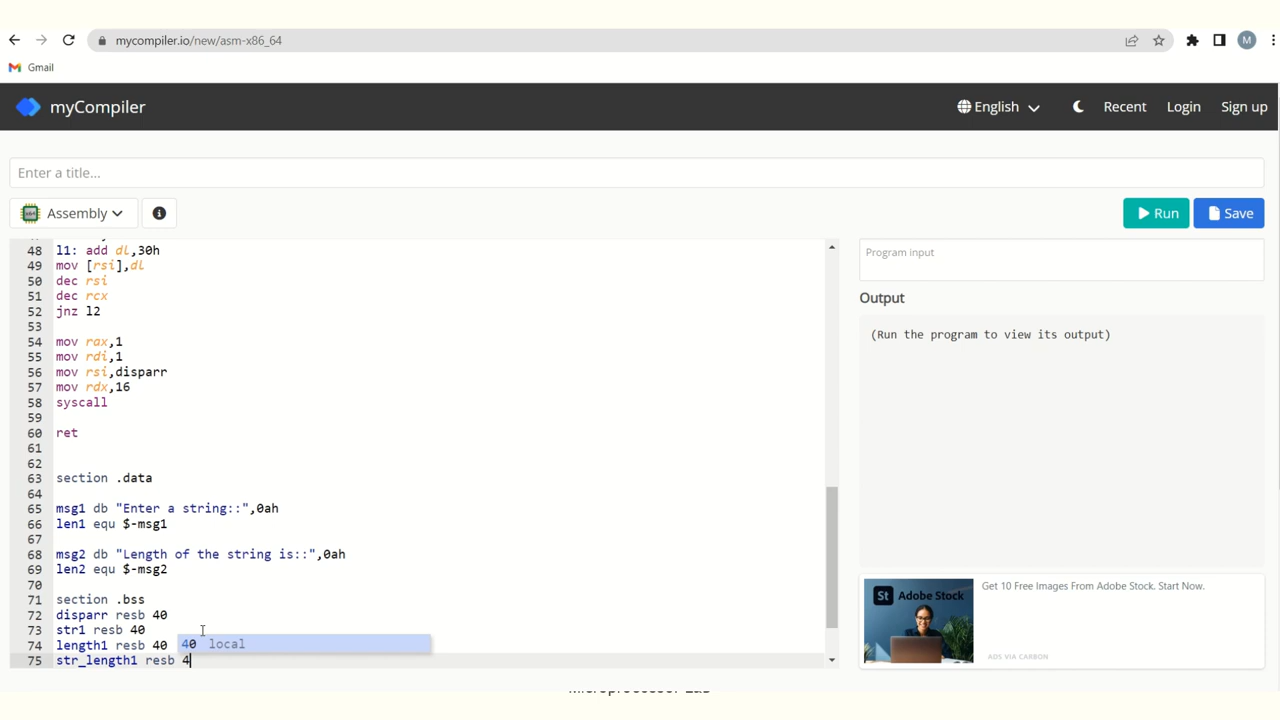 mycompiler.io/new/asm-x86_64
M
Gmail
myCompiler
English
Recent
Login
Sign up
Enter a title...
Assembly
Run
Save
48 l1: add dl,30h
49 mov [rsi],dl
50 dec rsi
51 dec rcx
52 jnz l2
53
54 mov rax,1
55 mov rdi,1
56 mov rsi,disparr
57 mov rdx,16
58 syscall
59
60 ret
61
62
63 section .data
64
65 msg1 db "Enter a string::",0ah
66 len1 equ $-msg1
67
68 msg2 db "Length of the string is::",0ah
69 len2 equ $-msg2
70
71 section .bss
72 disparr resb 40
73 str1 resb 40
74 length1 resb 40
40 local
75 str_length1 resb 4
Program input
Output
(Run the program to view its output)
St Adobe Stock
Get 10 Free Images From Adobe Stock. Start Now.
ADS VIA CARBON
Microprocessor Lab